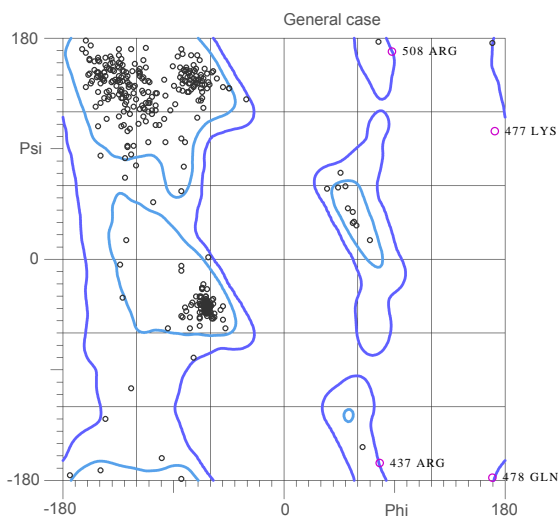 General case
180
508 ARG
477 LYS
Psi
0
437 ARG
478 GLN
-180
-180
0
Phi
180